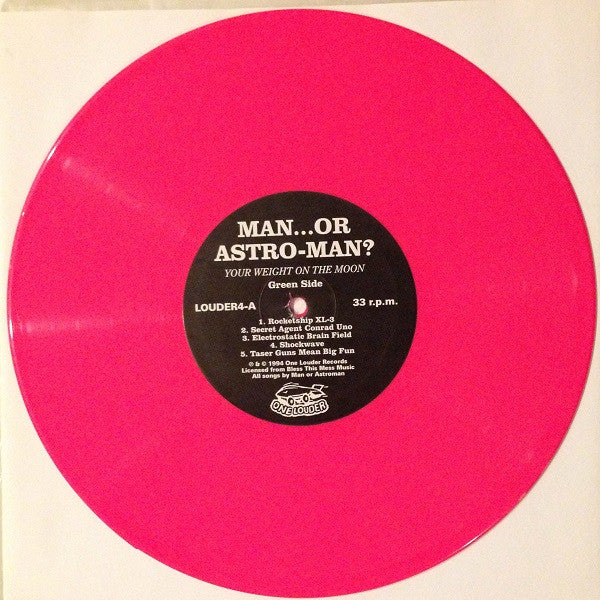 MAN...OR
ASTRO-MAN?
YOUR WEIGHT ON THE MOON
Green Side
LOUDER4-A 33 r.p.m.
1. Rocketship XL-3
2. Secret Agent Conrad Uno
3. Electrostatic Brain Field
4. Shockwave
5. Taser Guns Mean Big Fun
℗ & © 1994 One Louder Records
Licensed from Bless This Mess Music
All songs by Man or Astroman
ONE LOUDER